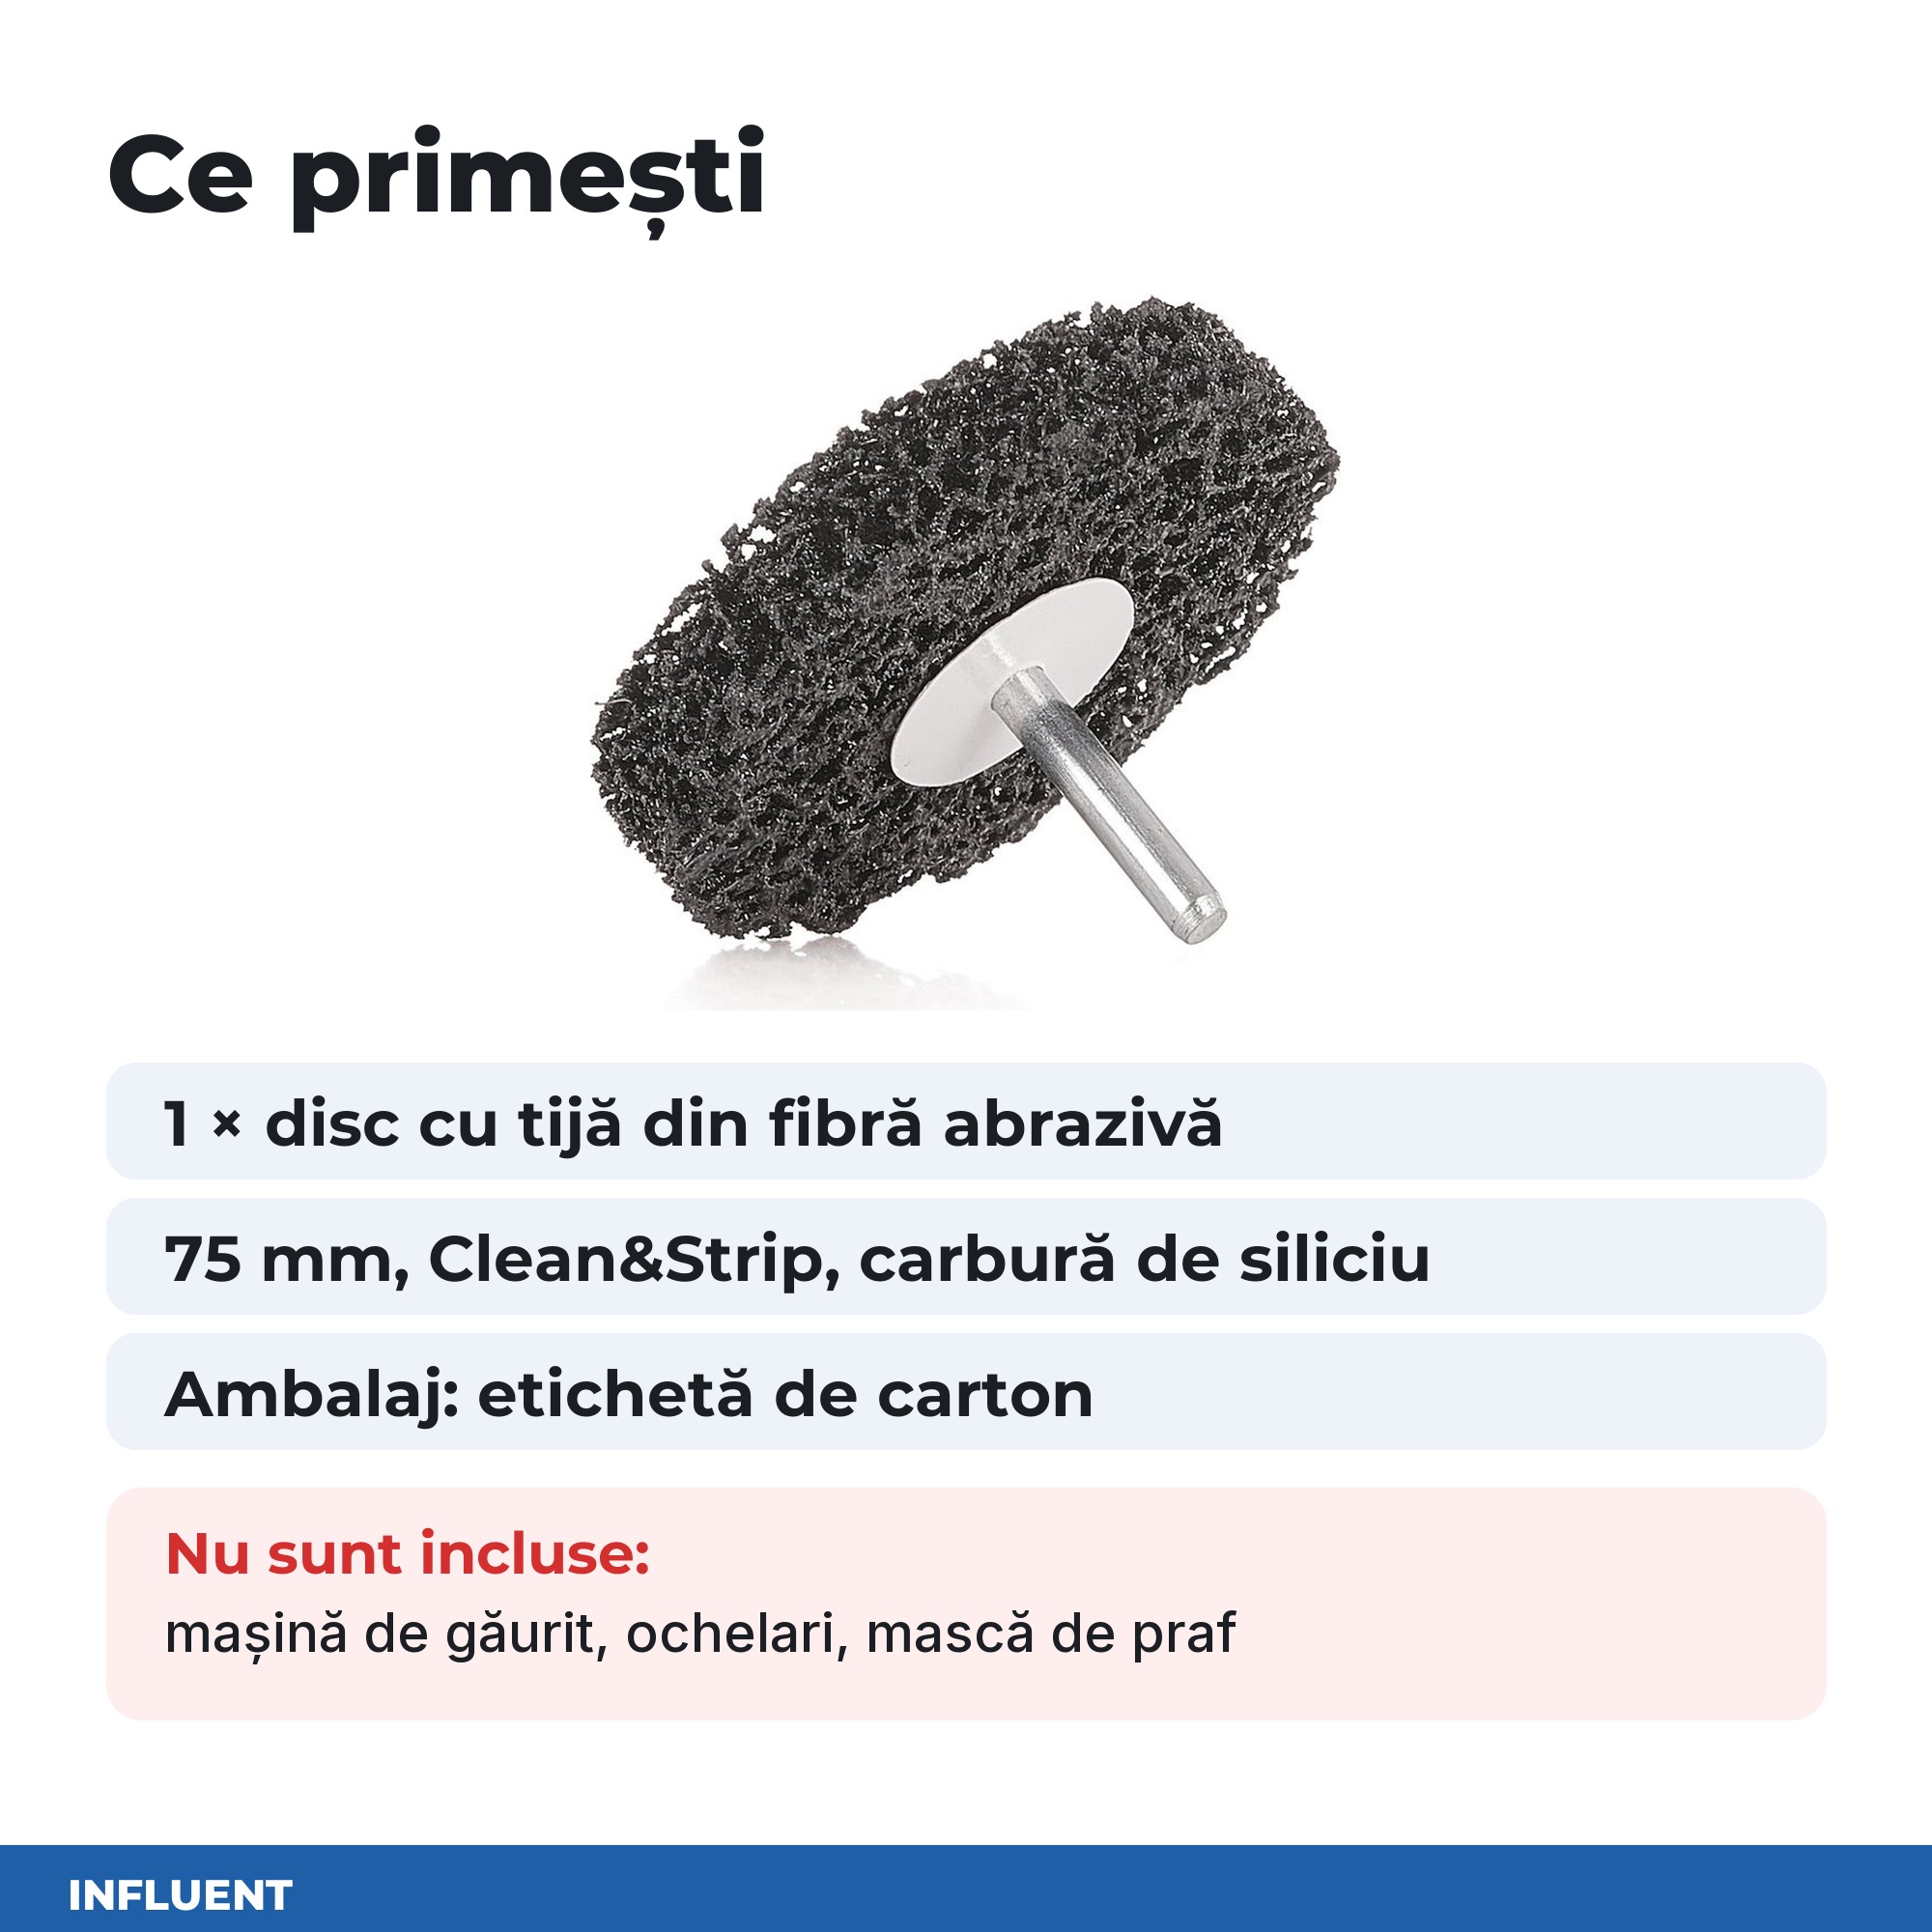 Ce primești
1 × disc cu tijă din fibră abrazivă
75 mm, Clean&Strip, carbură de siliciu
Ambalaj: etichetă de carton
Nu sunt incluse:
mașină de găurit, ochelari, mască de praf
INFLUENT